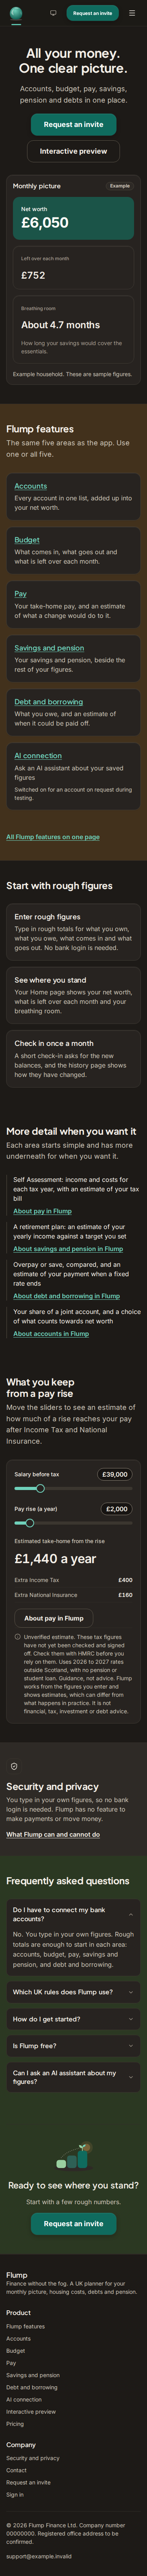 Request an invite
All your money.
One clear picture.
Accounts, budget, pay, savings,
pension and debts in one place.
Request an invite
Interactive preview
Monthly picture
Example
Net worth
£6,050
Left over each month
£752
Breathing room
About 4.7 months
How long your savings would cover the
essentials.
Example household. These are sample figures.
Flump features
The same five areas as the app. Use
one or all five.
Accounts
Every account in one list, added up into
your net worth.
Budget
What comes in, what goes out and
what is left over each month.
Pay
Your take-home pay, and an estimate
of what a change would do to it.
Savings and pension
Your savings and pension, beside the
rest of your figures.
Debt and borrowing
What you owe, and an estimate of
when it could be paid off.
AI connection
Ask an AI assistant about your saved
figures
Switched on for an account on request during
testing.
All Flump features on one page
Start with rough figures
Enter rough figures
Type in rough totals for what you own,
what you owe, what comes in and what
goes out. No bank login is needed.
See where you stand
Your Home page shows your net worth,
what is left over each month and your
breathing room.
Check in once a month
A short check-in asks for the new
balances, and the history page shows
how they have changed.
More detail when you want it
Each area starts simple and has more
underneath for when you want it.
Self Assessment: income and costs for
each tax year, with an estimate of your tax
bill
About pay in Flump
A retirement plan: an estimate of your
yearly income against a target you set
About savings and pension in Flump
Overpay or save, compared, and an
estimate of your payment when a fixed
rate ends
About debt and borrowing in Flump
Your share of a joint account, and a choice
of what counts towards net worth
About accounts in Flump
What you keep
from a pay rise
Move the sliders to see an estimate of
how much of a rise reaches your pay
after Income Tax and National
Insurance.
Salary before tax
£39,000
Pay rise (a year)
£2,000
Estimated take-home from the rise
£1,440 a year
Extra Income Tax
£400
Extra National Insurance
£160
About pay in Flump
Unverified estimate. These tax figures
have not yet been checked and signed
off. Check them with HMRC before you
rely on them. Uses 2026 to 2027 rates
outside Scotland, with no pension or
student loan. Guidance, not advice. Flump
works from the figures you enter and
shows estimates, which can differ from
what happens in practice. It is not
financial, tax, investment or debt advice.
Security and privacy
You type in your own figures, so no bank
login is needed. Flump has no feature to
make payments or move money.
What Flump can and cannot do
Frequently asked questions
Do I have to connect my bank
accounts?
No. You type in your own figures. Rough
totals are enough to start in each area:
accounts, budget, pay, savings and
pension, and debt and borrowing.
Which UK rules does Flump use?
How do I get started?
Is Flump free?
Can I ask an AI assistant about my
figures?
Ready to see where you stand?
Start with a few rough numbers.
Request an invite
Flump
Finance without the fog. A UK planner for your
monthly picture, housing costs, debts and pension.
Product
Flump features
Accounts
Budget
Pay
Savings and pension
Debt and borrowing
AI connection
Interactive preview
Pricing
Company
Security and privacy
Contact
Request an invite
Sign in
© 2026 Flump Finance Ltd. Company number
00000000. Registered office address to be
confirmed.
support@example.invalid